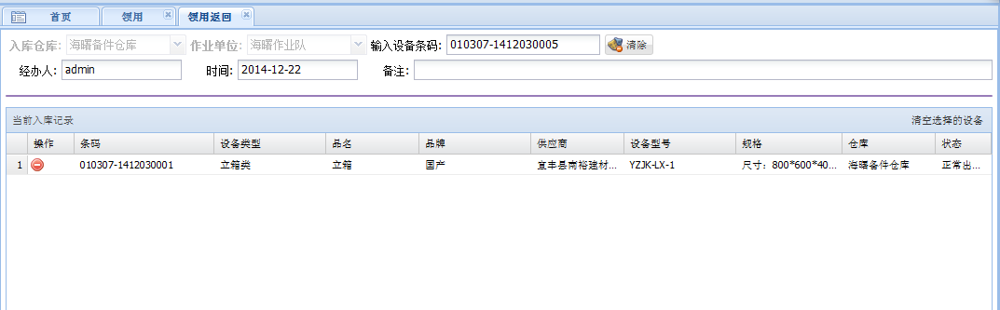 首页 领用 领用返回
入库仓库: 海曙备件仓库 作业单位: 海曙作业队 输入设备条码: 010307-1412030005 清除
经办人: admin 时间: 2014-12-22 备注:
当前入库记录 清空选择的设备
操作 条码 设备类型 品名 品牌 供应商 设备型号 规格 仓库 状态
1 010307-1412030001 立箱类 立箱 国产 宜丰县南裕建材... YZJK-LX-1 尺寸：800*600*40... 海曙备件仓库 正常出...